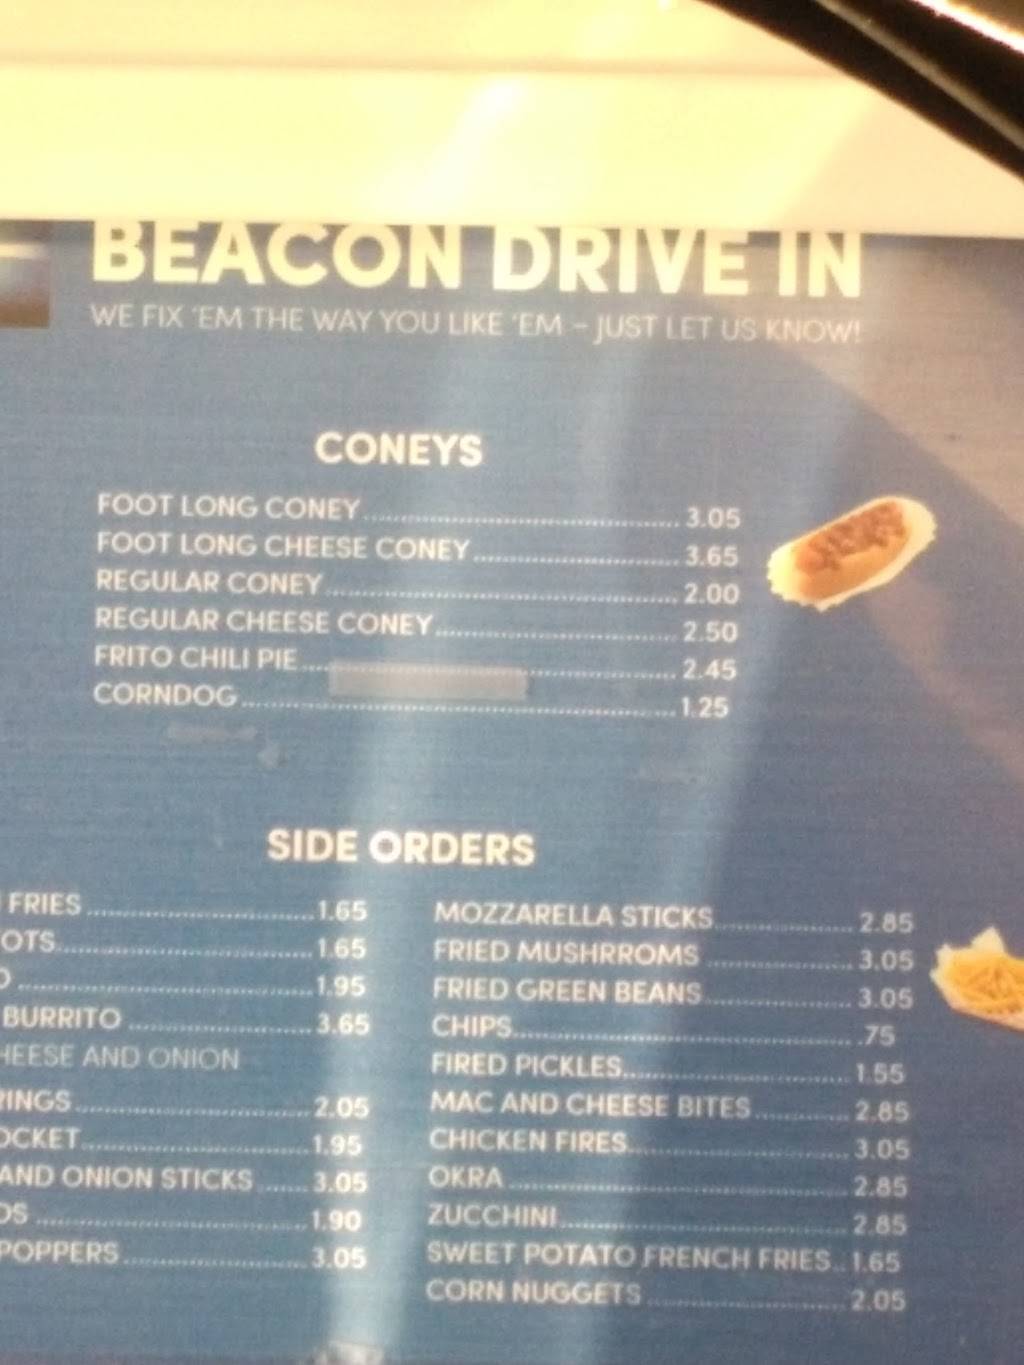 BEACON DRIVE IN
WE FIX 'EM THE WAY YOU LIKE 'EM – JUST LET US KNOW!
CONEYS
FOOT LONG CONEY 3.05
FOOT LONG CHEESE CONEY 3.65
REGULAR CONEY 2.00
REGULAR CHEESE CONEY 2.50
FRITO CHILI PIE 2.45
CORNDOG 1.25
SIDE ORDERS
FRIES 1.65
OTS 1.65
O 1.95
BURRITO 3.65
HEESE AND ONION
RINGS 2.05
OCKET 1.95
AND ONION STICKS 3.05
OS 1.90
POPPERS 3.05
MOZZARELLA STICKS 2.85
FRIED MUSHRROMS 3.05
FRIED GREEN BEANS 3.05
CHIPS .75
FIRED PICKLES 1.55
MAC AND CHEESE BITES 2.85
CHICKEN FIRES 3.05
OKRA 2.85
ZUCCHINI 2.85
SWEET POTATO FRENCH FRIES 1.65
CORN NUGGETS 2.05